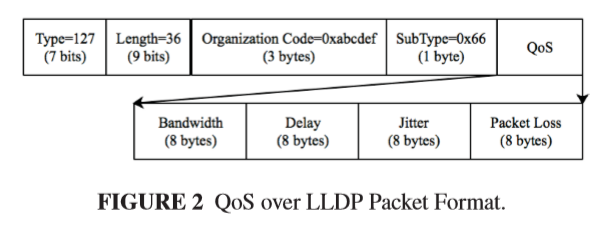 Type=127 Length=36 Organization Code=0xabcdef SubType=0x66 QoS
(7 bits) (9 bits) (3 bytes) (1 byte)
Bandwidth Delay Jitter Packet Loss
(8 bytes) (8 bytes) (8 bytes) (8 bytes)
FIGURE 2 QoS over LLDP Packet Format.